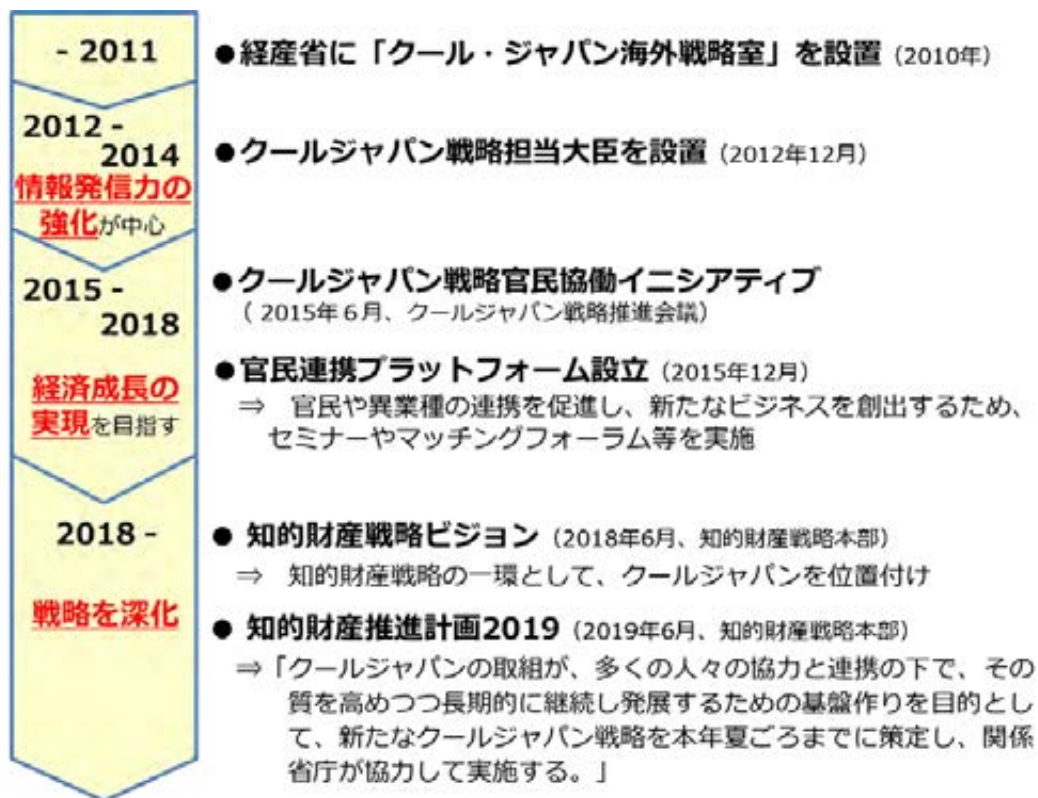 - 2011
●経産省に「クール・ジャパン海外戦略室」を設置（2010年）
2012 -
2014
情報発信力の
強化が中心
●クールジャパン戦略担当大臣を設置（2012年12月）
2015 -
2018
経済成長の
実現を目指す
●クールジャパン戦略官民協働イニシアティブ
（ 2015年６月、クールジャパン戦略推進会議）
●官民連携プラットフォーム設立（2015年12月）
⇒　官民や異業種の連携を促進し、新たなビジネスを創出するため、
セミナーやマッチングフォーラム等を実施
2018 -
戦略を深化
● 知的財産戦略ビジョン（2018年6月、知的財産戦略本部）
⇒　知的財産戦略の一環として、クールジャパンを位置付け
● 知的財産推進計画2019（2019年6月、知的財産戦略本部）
⇒「クールジャパンの取組が、多くの人々の協力と連携の下で、その
質を高めつつ長期的に継続し発展するための基盤作りを目的とし
て、新たなクールジャパン戦略を本年夏ごろまでに策定し、関係
省庁が協力して実施する。」